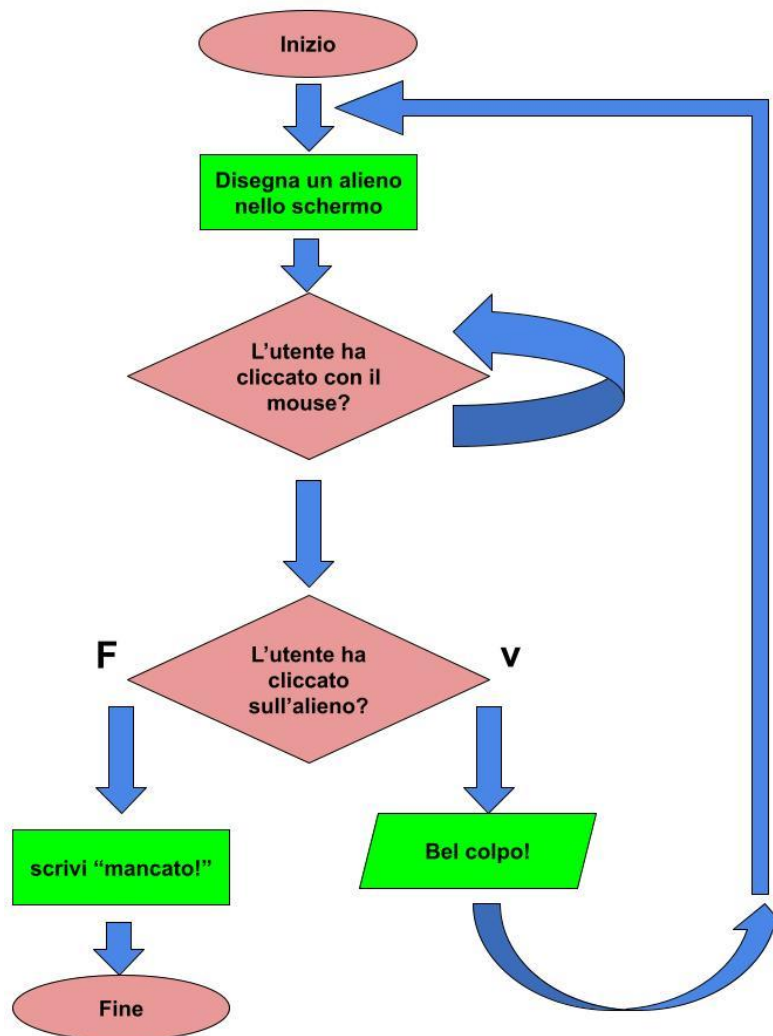 Inizio
Disegna un alieno
nello schermo
L'utente ha
cliccato con il
mouse?
F
v
L'utente ha
cliccato
sull'alieno?
scrivi “mancato!”
Bel colpo!
Fine